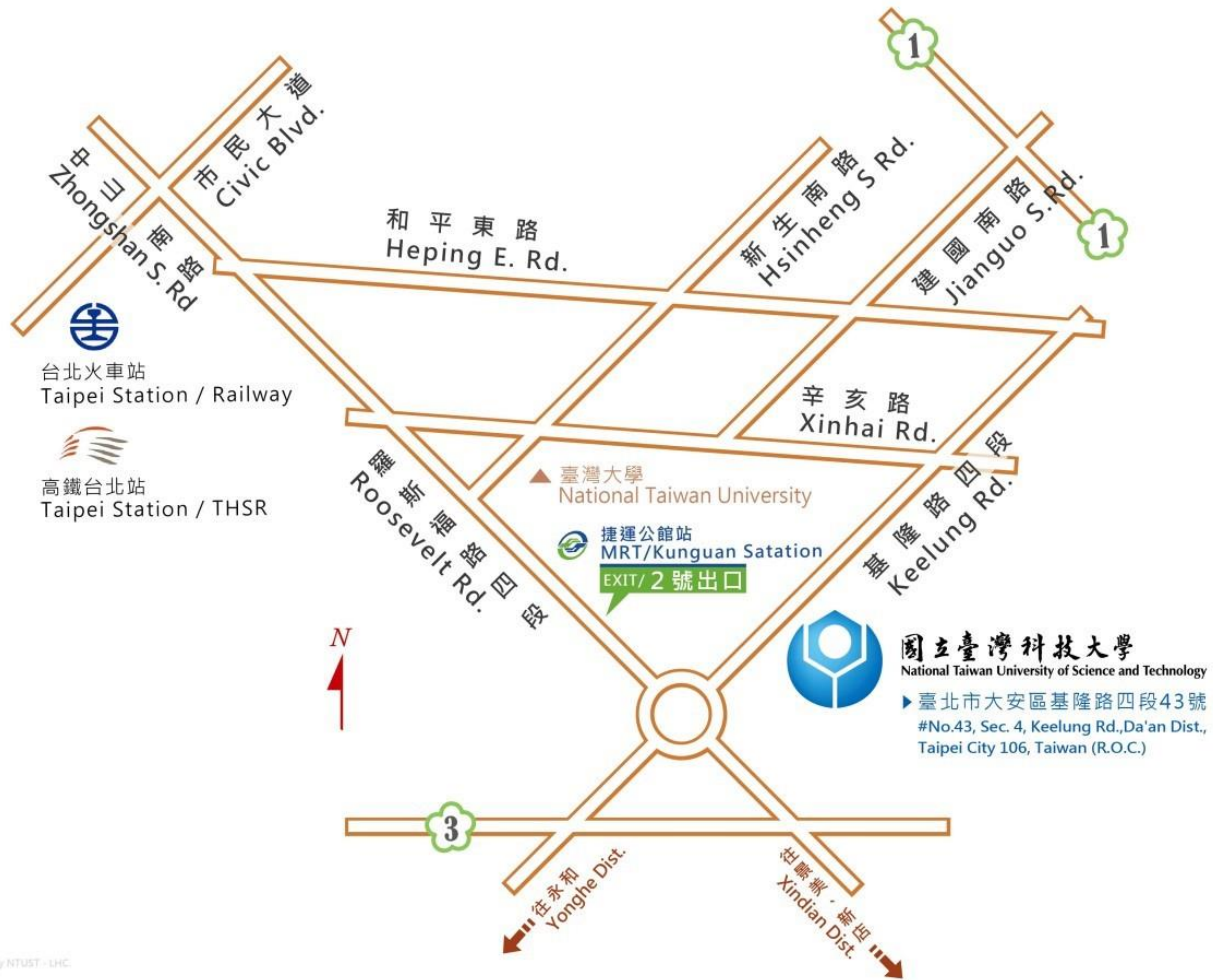 1
市民大道
Civic Blvd.
中山南路
Zhongshan S. Rd
和平東路
Heping E. Rd.
新生南路
Hsinheng S Rd.
建國南路
Jianguo S. Rd.
1
台北火車站
Taipei Station / Railway
高鐵台北站
Taipei Station / THSR
辛亥路
Xinhai Rd.
羅斯福路四段
Roosevelt Rd.
臺灣大學
National Taiwan University
捷運公館站
MRT/Kunguan Satation
EXIT/ 2 號出口
基隆路四段
Keelung Rd.
N
國立臺灣科技大學
National Taiwan University of Science and Technology
臺北市大安區基隆路四段43號
#No.43, Sec. 4, Keelung Rd.,Da'an Dist.,
Taipei City 106, Taiwan (R.O.C.)
3
往永和
Yonghe Dist.
往景美．新店
Xindian Dist.
y NTUST - LHC